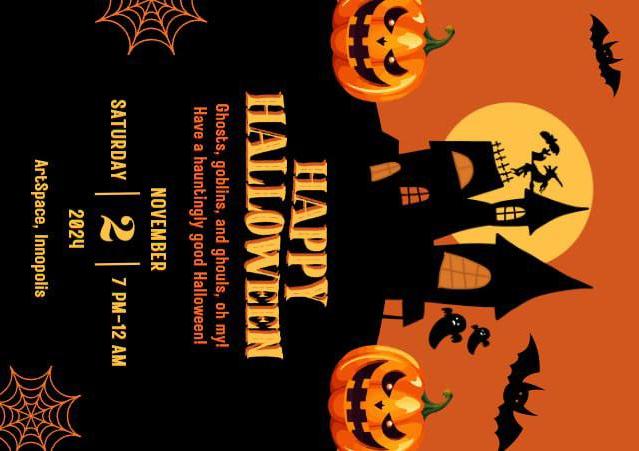 HAPPY
HALLOWEEN
Ghosts, goblins, and ghouls, oh my!
Have a hauntingly good Halloween!
NOVEMBER
SATURDAY 2 7 PM-12 AM
2024
ArtSpace, Innopolis